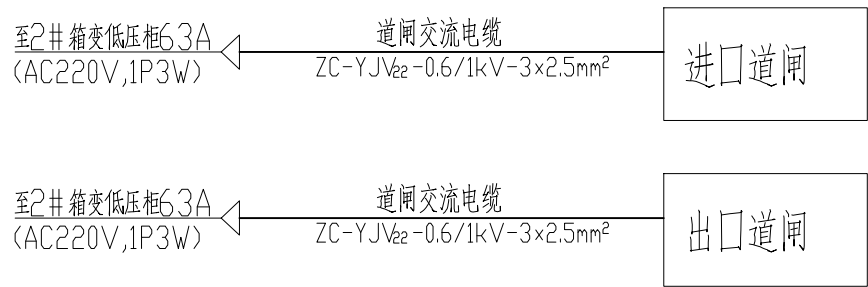 至2#箱变低压柜63A
(AC220V,1P3W)
道闸交流电缆
ZC-YJV22-0.6/1kV-3×2.5mm²
进口道闸
至2#箱变低压柜63A
(AC220V,1P3W)
道闸交流电缆
ZC-YJV22-0.6/1kV-3×2.5mm²
出口道闸